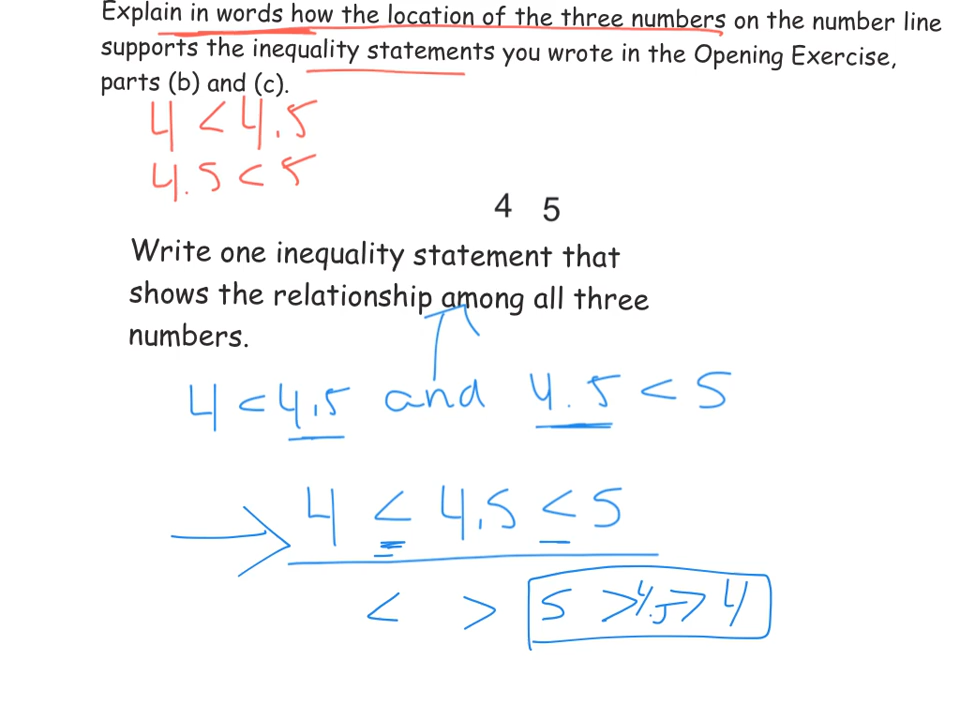 Explain in words how the location of the three numbers on the number line
supports the inequality statements you wrote in the Opening Exercise,
parts (b) and (c).
4 < 4.5
4.5 < 5
4 5
Write one inequality statement that
shows the relationship among all three
numbers.
4 < 4.5 and 4.5 < 5
4 < 4.5 < 5
< > 5 > 4.5 > 4